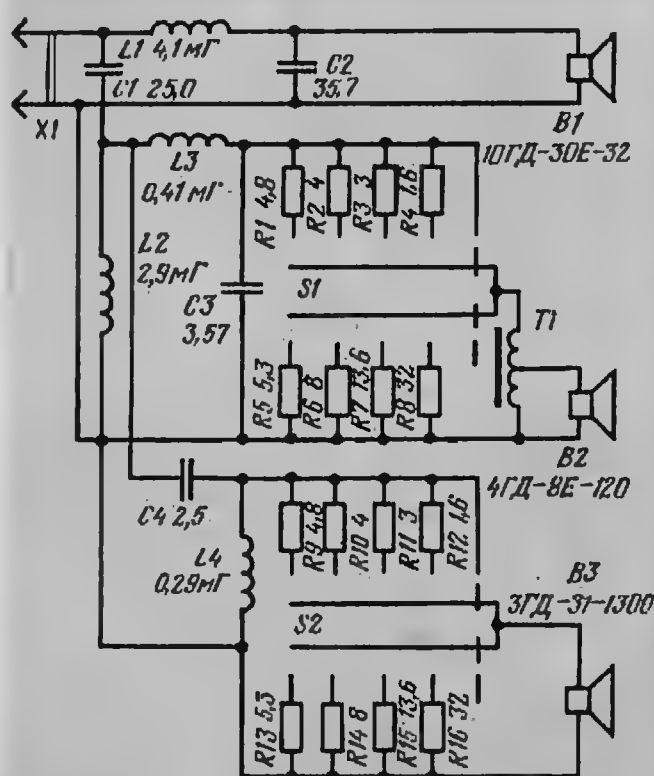 L1 4,1мГ
C1 25,0
C2
35,7
X1
B1
10ГД-30Е-32
L3
0,41мГ
R1 4,8
R2 4
R3 3
R4 1,6
L2
2,9мГ
C3
3,57
S1
T1
R5 5,3
R6 8
R7 13,6
R8 32
B2
4ГД-8Е-120
C4 2,5
R9 4,8
R10 4
R11 3
R12 1,6
L4
0,29мГ
B3
3ГД-31-1300
S2
R13 5,3
R14 8
R15 13,6
R16 32